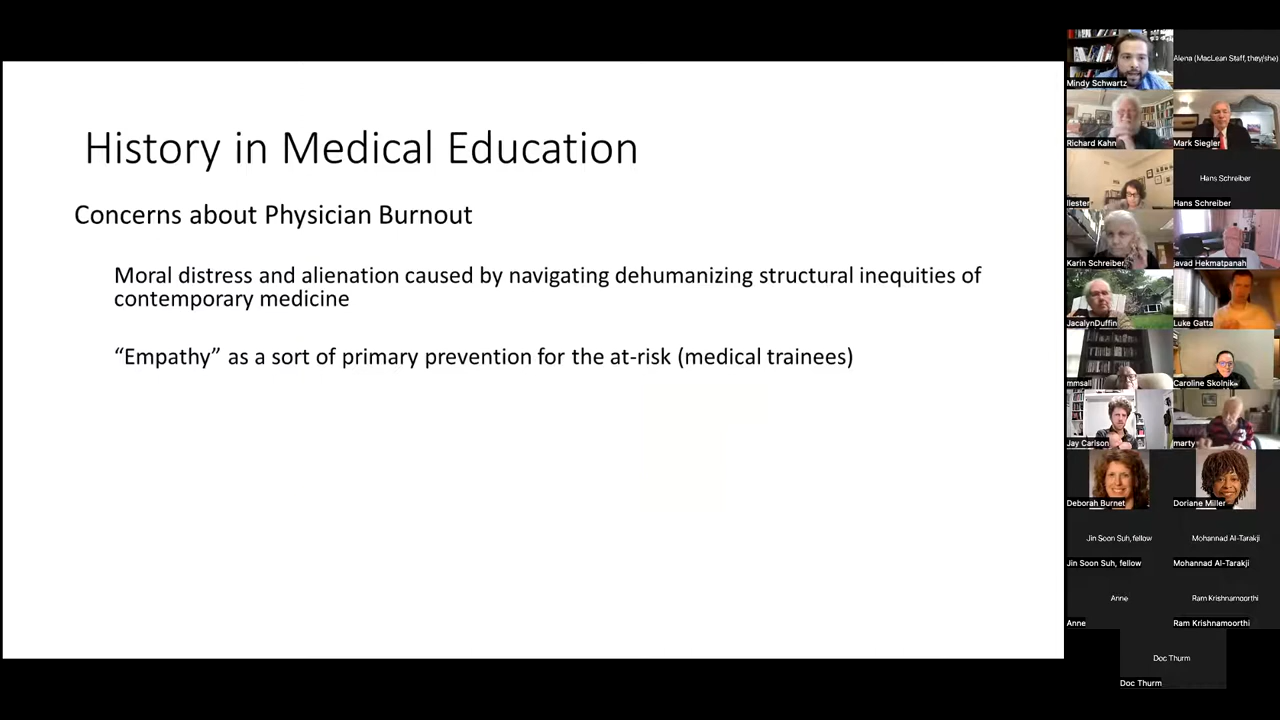 History in Medical Education
Concerns about Physician Burnout
Moral distress and alienation caused by navigating dehumanizing structural inequities of
contemporary medicine
“Empathy” as a sort of primary prevention for the at-risk (medical trainees)
Mindy Schwartz
Alena (MacLean Staff, they/she)
Richard Kahn
Mark Siegler
llester
Hans Schreiber
Hans Schreiber
Karin Schreiber
javad Hekmatpanah
JacalynDuffin
Luke Gatta
mmsall
Caroline Skolnik
Jay Carlson
marty
Deborah Burnet
Doriane Miller
Jin Soon Suh, fellow
Mohannad Al-Tarakji
Jin Soon Suh, fellow
Mohannad Al-Tarakji
Anne
Ram Krishnamoorthi
Anne
Ram Krishnamoorthi
Doc Thurm
Doc Thurm